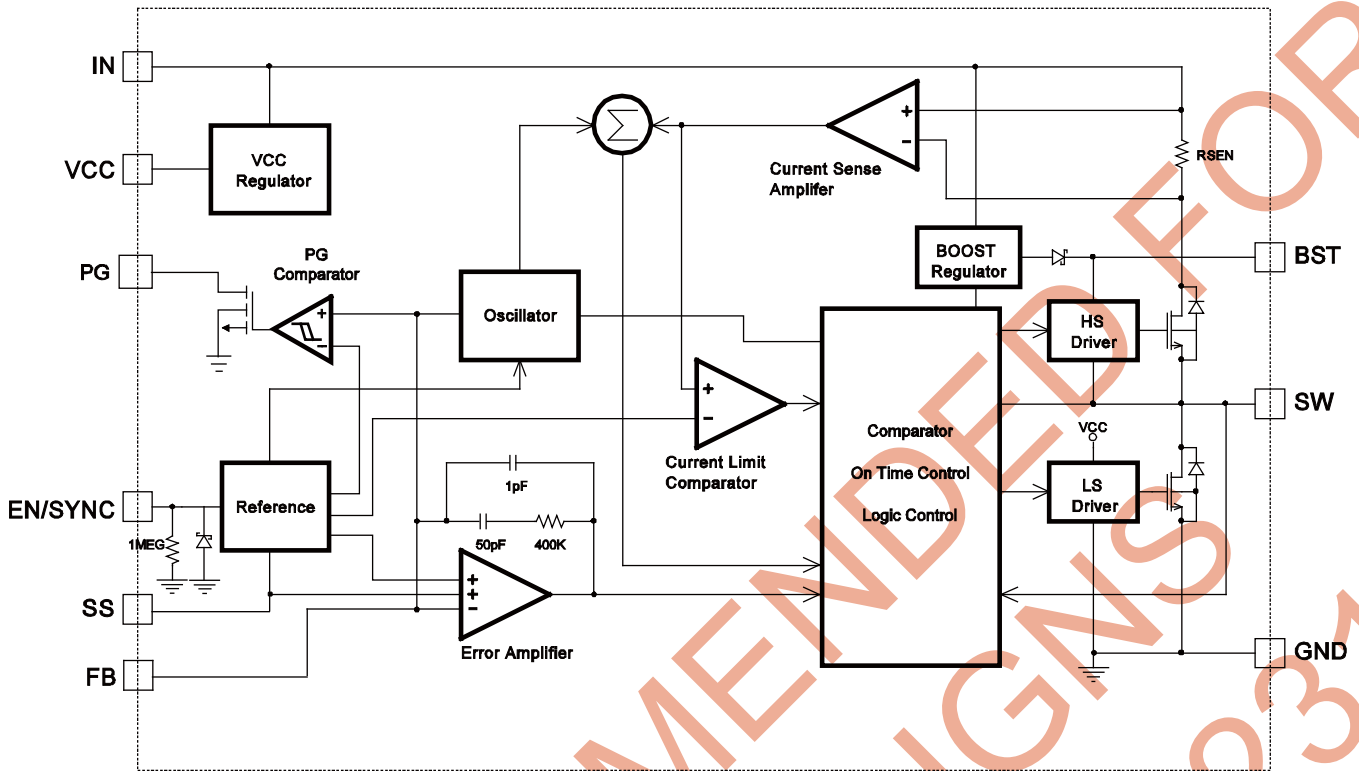 IN
VCC
VCC
Regulator
Σ
+
−
Current Sense
Amplifer
RSEN
PG
PG
Comparator
+
−
Oscillator
BOOST
Regulator
BST
HS
Driver
+
−
Current Limit
Comparator
Comparator
On Time Control
Logic Control
SW
VCC
LS
Driver
EN/SYNC
1MEG
Reference
1pF
50pF
400K
SS
+
+
−
Error Amplifier
FB
GND
MENDED FOR
IGNS